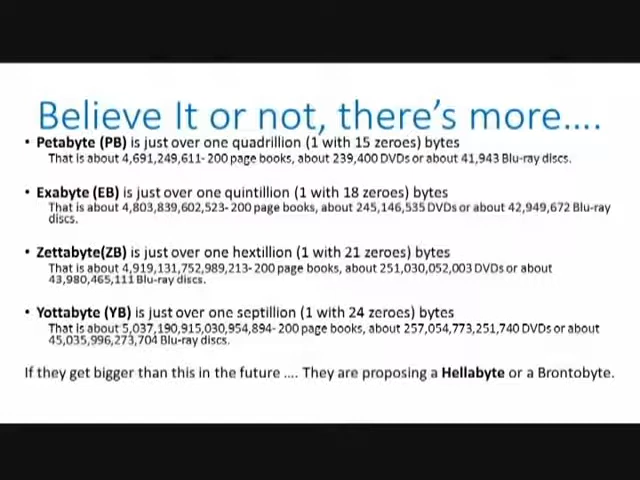 Believe It or not, there's more....
• Petabyte (PB) is just over one quadrillion (1 with 15 zeroes) bytes
That is about 4,691,249,611- 200 page books, about 239,400 DVDs or about 41,943 Blu-ray discs.
• Exabyte (EB) is just over one quintillion (1 with 18 zeroes) bytes
That is about 4,803,839,602,523- 200 page books, about 245,146,535 DVDs or about 42,949,672 Blu-ray
discs.
• Zettabyte(ZB) is just over one hextillion (1 with 21 zeroes) bytes
That is about 4,919,131,752,989,213- 200 page books, about 251,030,052,003 DVDs or about
43,980,465,111 Blu-ray discs.
• Yottabyte (YB) is just over one septillion (1 with 24 zeroes) bytes
That is about 5,037,190,915,030,954,894- 200 page books, about 257,054,773,251,740 DVDs or about
45,035,996,273,704 Blu-ray discs.
If they get bigger than this in the future .... They are proposing a Hellabyte or a Brontobyte.